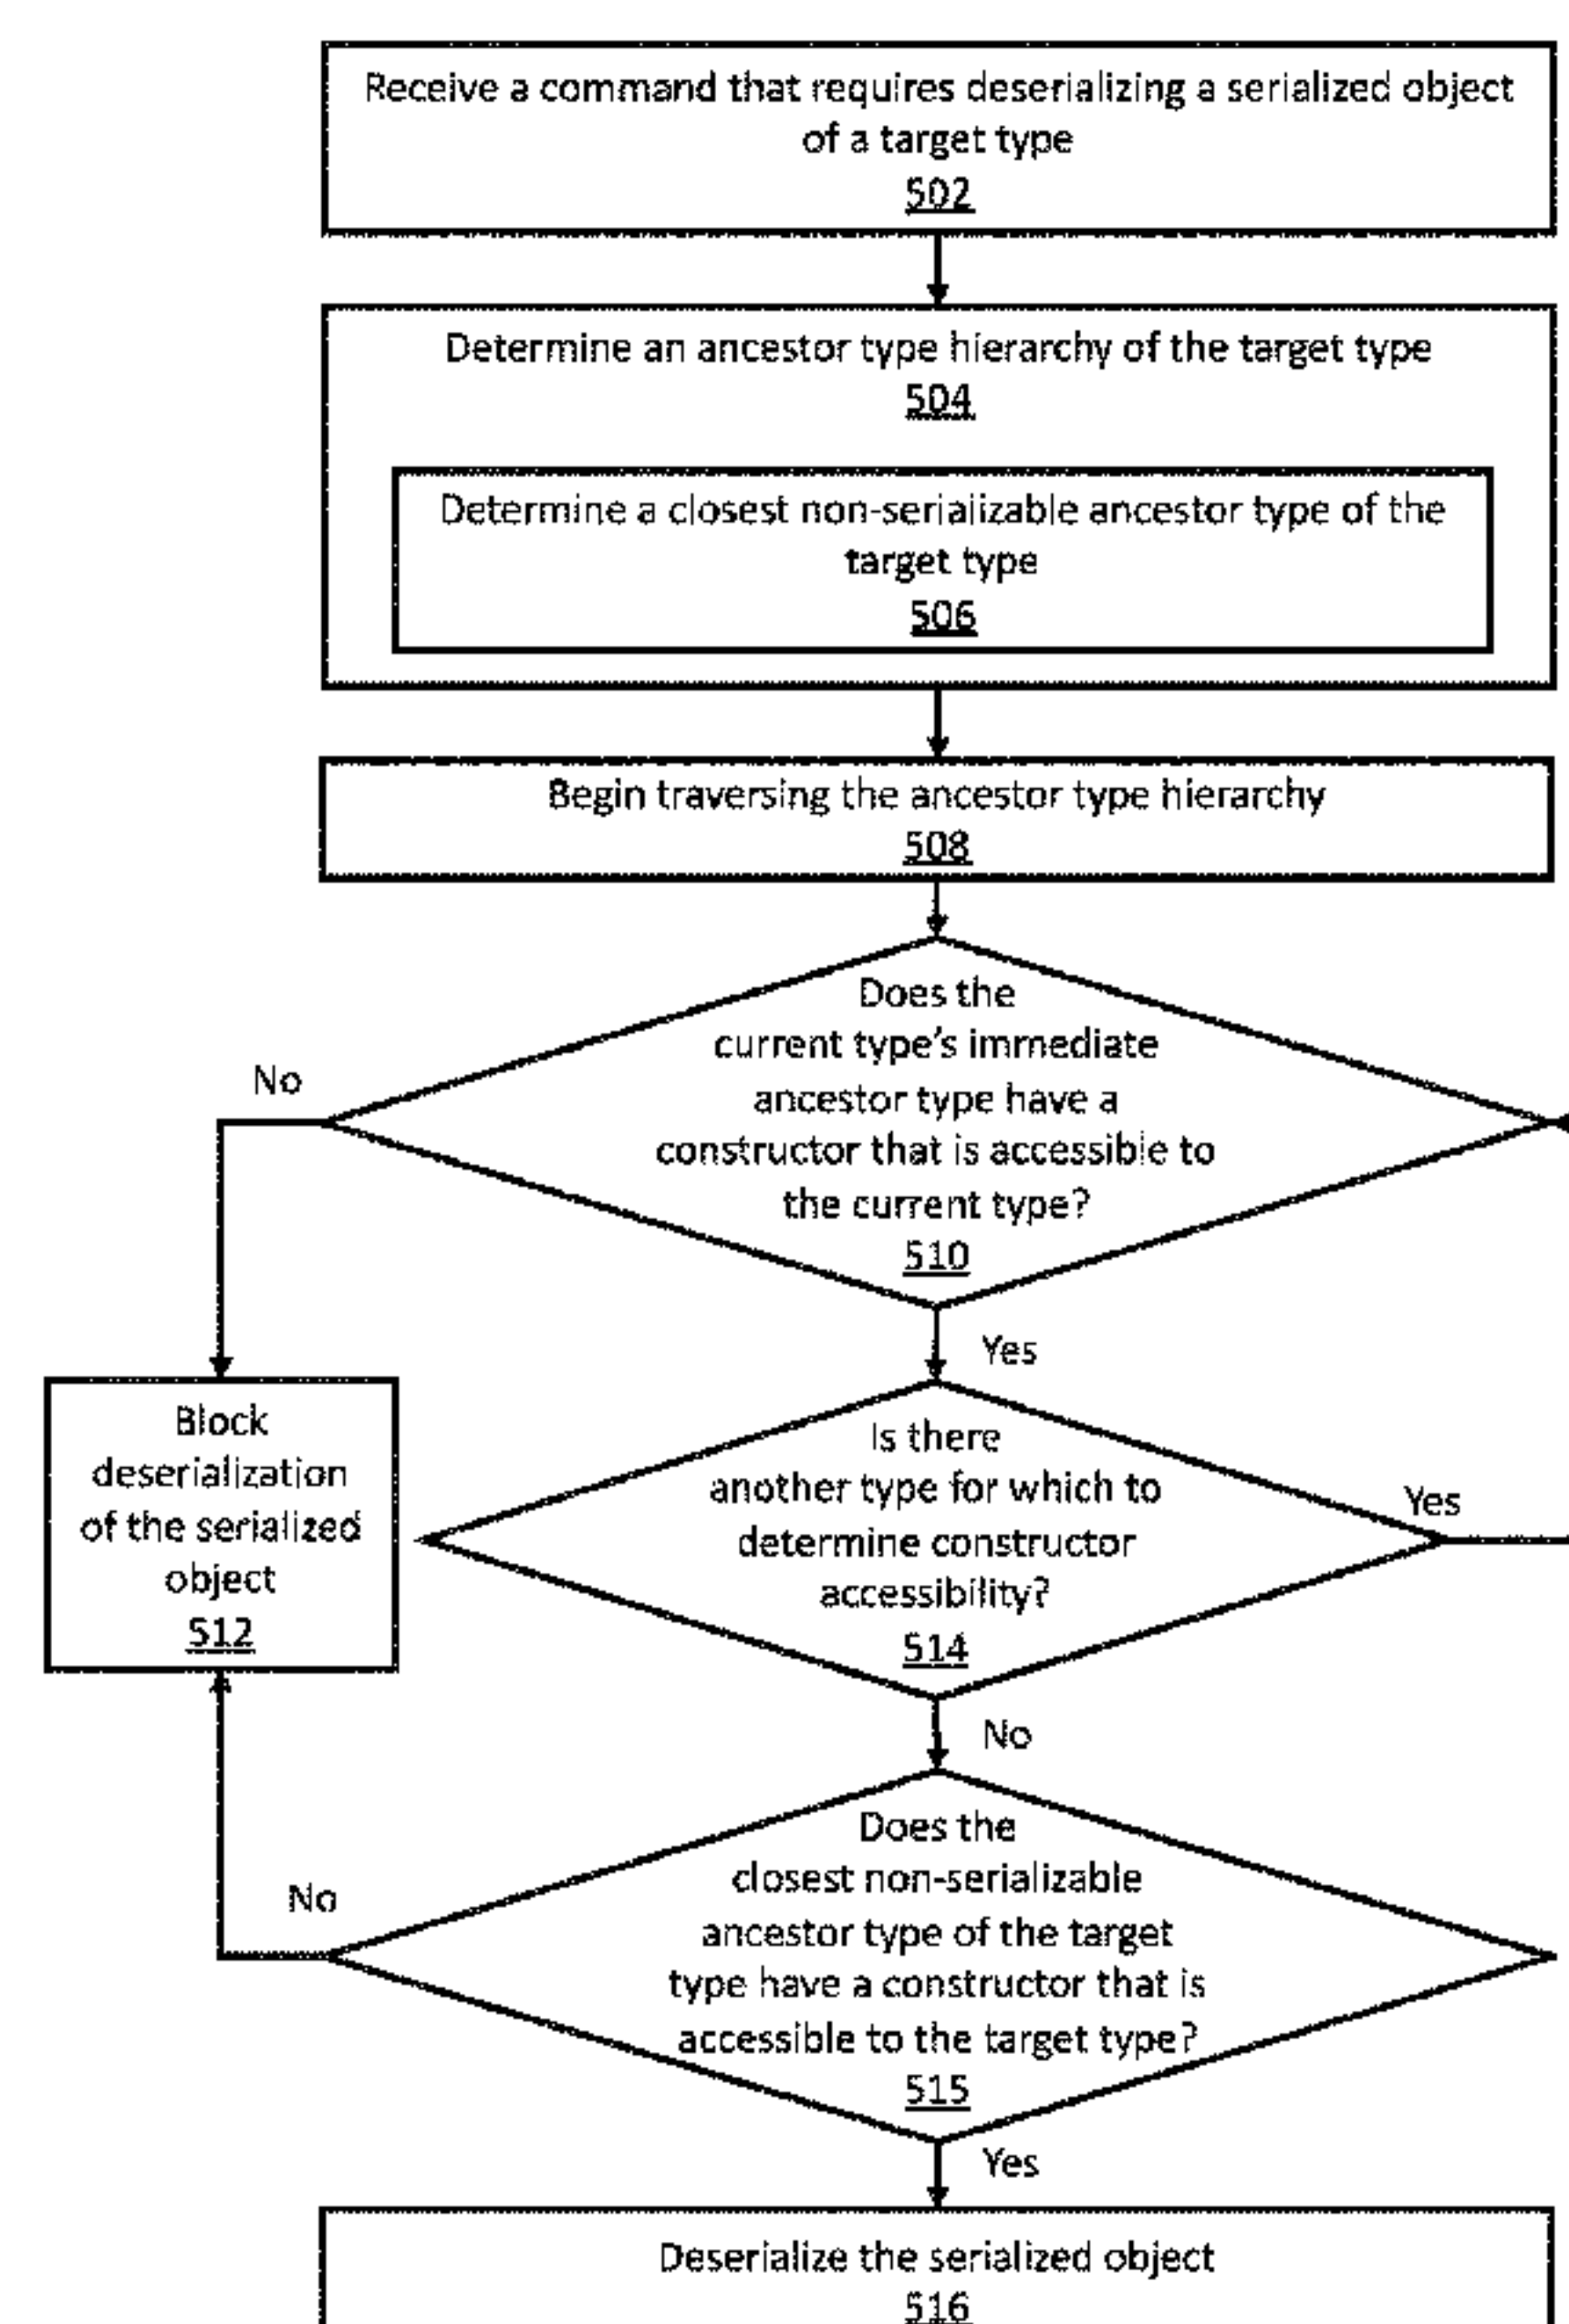 Receive a command that requires deserializing a serialized object
of a target type
502
Determine an ancestor type hierarchy of the target type
504
Determine a closest non-serializable ancestor type of the
target type
506
Begin traversing the ancestor type hierarchy
508
Does the
current type's immediate
ancestor type have a
constructor that is accessible to
the current type?
510
No
Yes
Block
deserialization
of the serialized
object
512
Is there
another type for which to
determine constructor
accessibility?
514
Yes
No
Does the
closest non-serializable
ancestor type of the target
type have a constructor that is
accessible to the target type?
515
No
Yes
Deserialize the serialized object
516